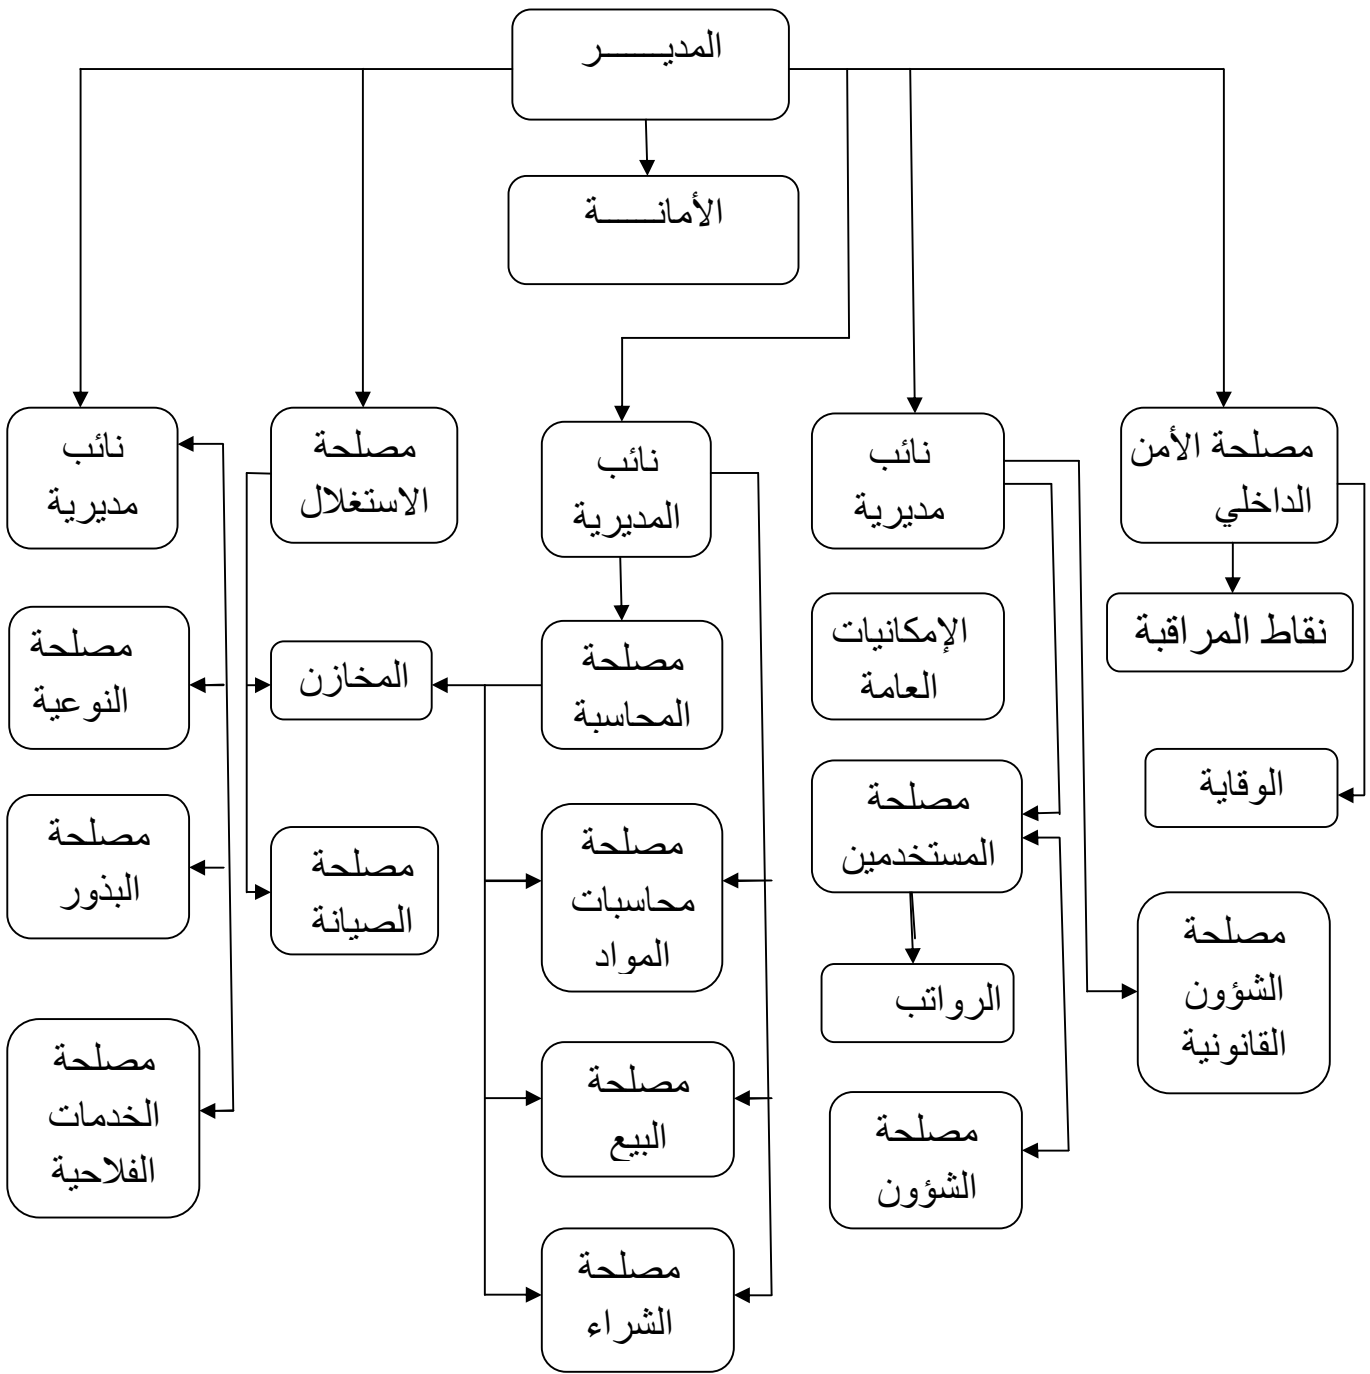 المديـــــــر
الأمانـــــــة
مصلحة الأمن
الداخلي
نقاط المراقبة
الوقاية
نائب
مديرية
الإمكانيات
العامة
مصلحة
المستخدمين
الرواتب
مصلحة
الشؤون
القانونية
مصلحة
الشؤون
نائب
المديرية
مصلحة
المحاسبة
مصلحة
محاسبات
المواد
مصلحة
البيع
مصلحة
الشراء
مصلحة
الاستغلال
المخازن
مصلحة
الصيانة
نائب
مديرية
مصلحة
النوعية
مصلحة
البذور
مصلحة
الخدمات
الفلاحية